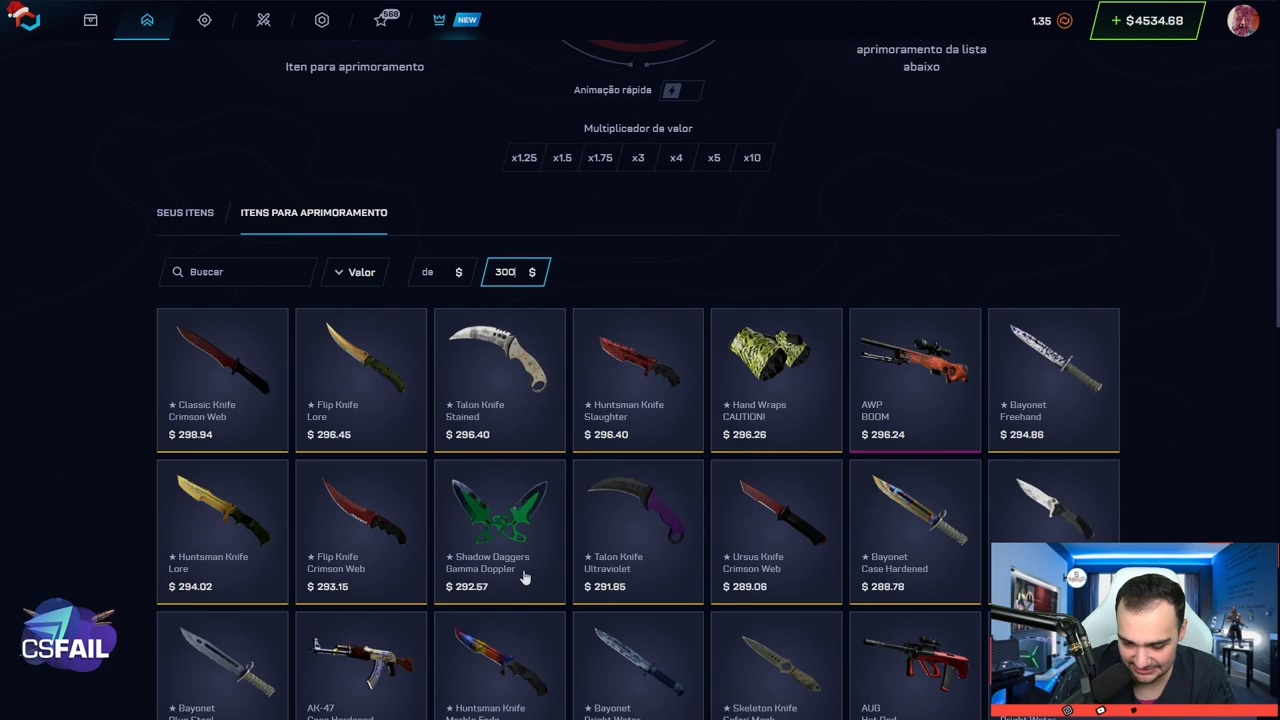 568
NEW
1.35
+ $4534.68
Iten para aprimoramento
aprimoramento da lista
abaixo
Animação rápida
Multiplicador de valor
x1.25 x1.5 x1.75 x3 x4 x5 x10
SEUS ITENS
ITENS PARA APRIMORAMENTO
Buscar
Valor
de $
300 $
★ Classic Knife
Crimson Web
$ 298.94
★ Flip Knife
Lore
$ 296.45
★ Talon Knife
Stained
$ 296.40
★ Huntsman Knife
Slaughter
$ 296.40
★ Hand Wraps
CAUTION!
$ 296.26
AWP
BOOM
$ 296.24
★ Bayonet
Freehand
$ 294.86
★ Huntsman Knife
Lore
$ 294.02
★ Flip Knife
Crimson Web
$ 293.15
★ Shadow Daggers
Gamma Doppler
$ 292.57
★ Talon Knife
Ultraviolet
$ 291.85
★ Ursus Knife
Crimson Web
$ 289.06
★ Bayonet
Case Hardened
$ 288.78
★ Bayonet
AK-47
★ Huntsman Knife
★ Bayonet
★ Skeleton Knife
AUG
CSFAIL